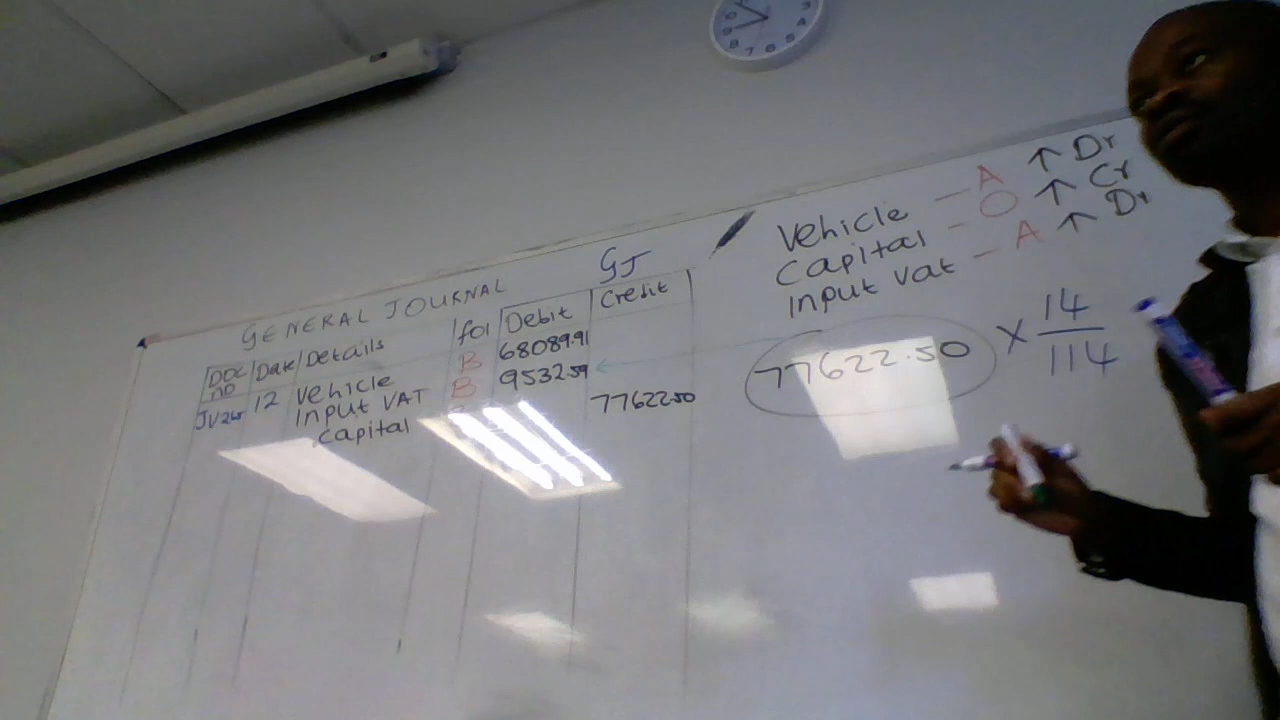 GENERAL JOURNAL GJ
DOC no Date Details fol Debit Credit
JV26 12 Vehicle B 68089.91
Input VAT B 9532.59
Capital 77622.50
Vehicle - A ↑ Dr
Capital - O ↑ Cr
Input Vat - A ↑ Dr
77622.50 × 14
114